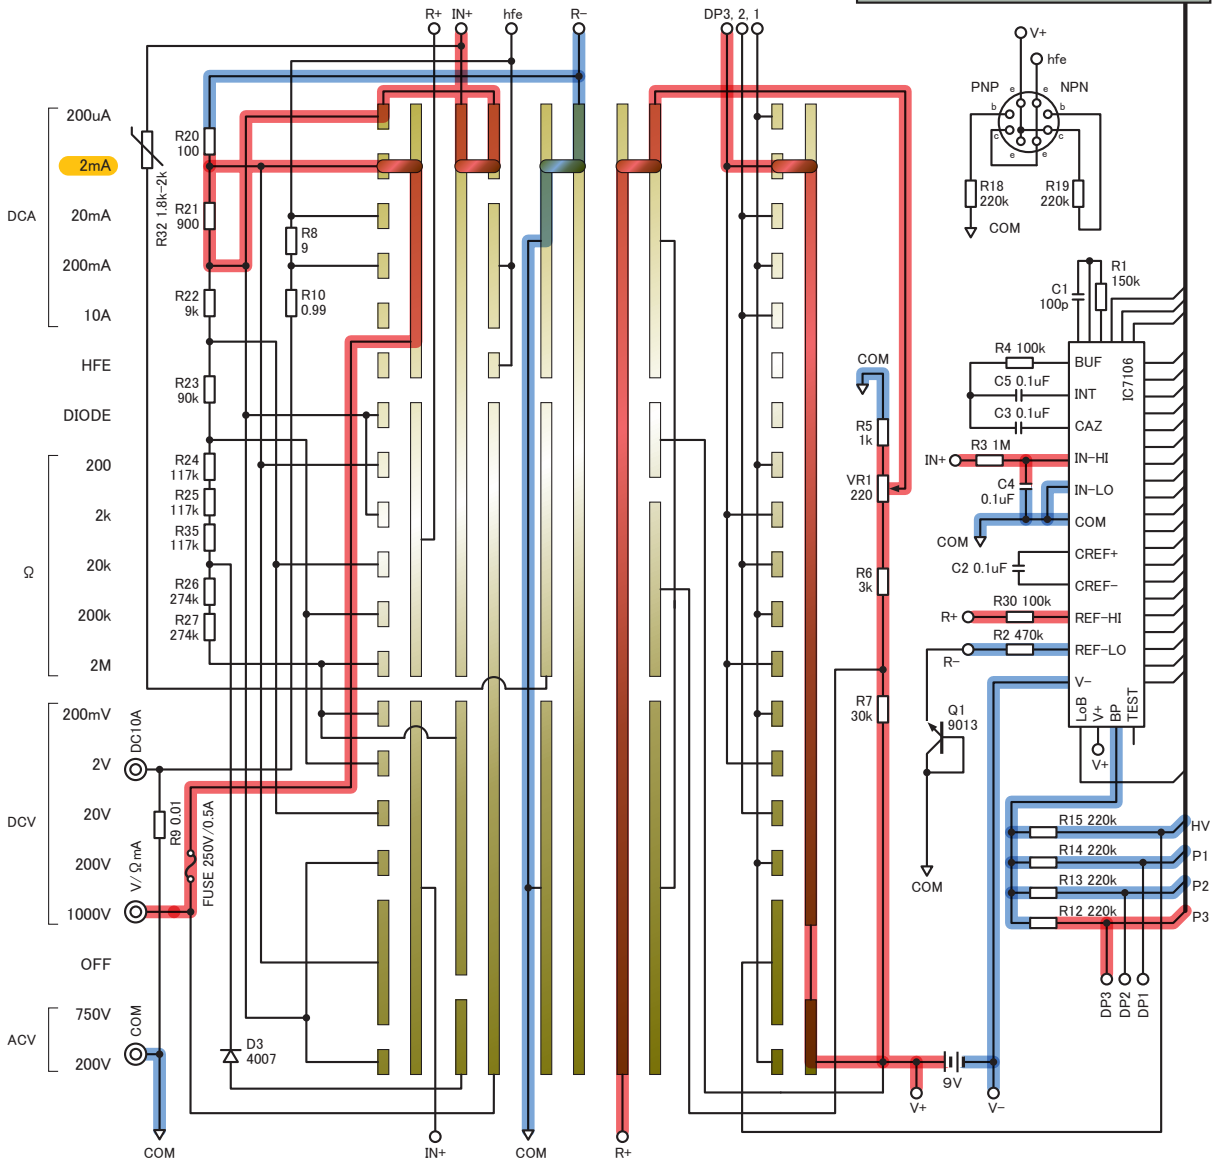 R+ IN+ hfe R- DP3, 2, 1
V+
hfe
PNP NPN
e e
b b
c c
e e
R18
220k
R19
220k
COM
200uA
2mA
20mA
200mA
10A
HFE
DIODE
200
2k
20k
200k
2M
200mV
2V
20V
200V
1000V
OFF
750V
200V
DCA
Ω
DCV
ACV
R32 1.8k-2k
R20
100
R21
900
R22
9k
R23
90k
R24
117k
R25
117k
R35
117k
R26
274k
R27
274k
R8
9
R10
0.99
DC10A
R9 0.01
FUSE 250V/0.5A
V/ΩmA
COM
D3
4007
COM
IN+
COM
R+
COM
R5
1k
VR1
220
R6
3k
R7
30k
C1
100p
R1
150k
R4 100k
C5 0.1uF
C3 0.1uF
IN+
R3 1M
C4
0.1uF
COM
C2 0.1uF
R+
R30 100k
R-
R2 470k
BUF
INT
CAZ
IN-HI
IN-LO
COM
CREF+
CREF-
REF-HI
REF-LO
V-
IC7106
LoB
V+
BP
TEST
V+
Q1
9013
COM
R15 220k
R14 220k
R13 220k
R12 220k
HV
P1
P2
P3
DP3
DP2
DP1
9V
V+
V-